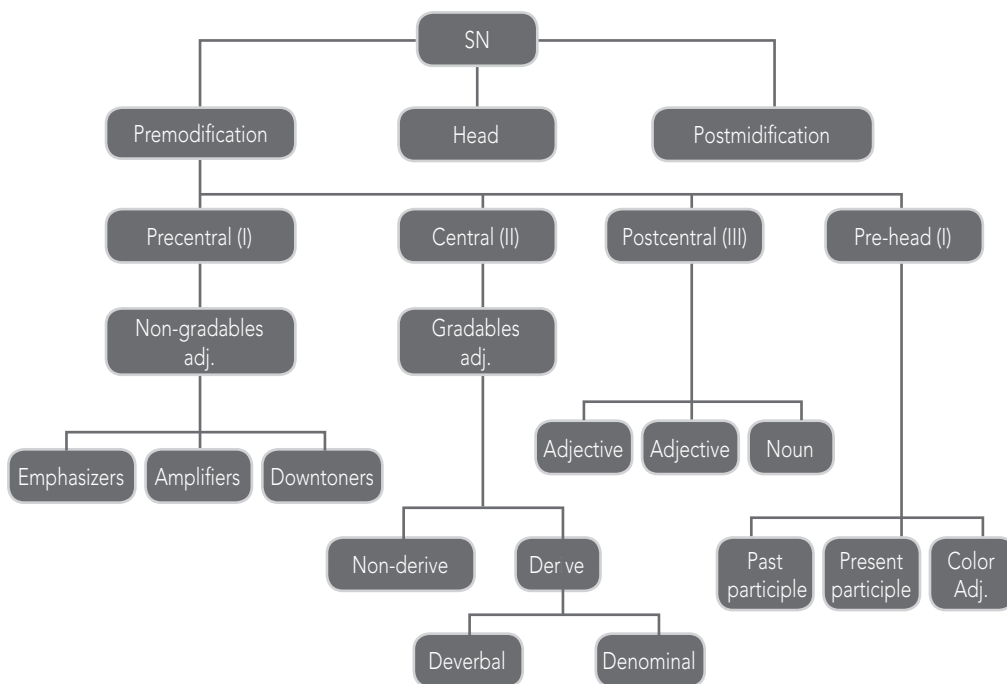 SN
Premodification
Head
Postmidification
Precentral (I)
Central (II)
Postcentral (III)
Pre-head (I)
Non-gradables
adj.
Gradables
adj.
Adjective
Adjective
Noun
Emphasizers
Amplifiers
Downtoners
Non-derive
Der ve
Past
participle
Present
participle
Color
Adj.
Deverbal
Denominal